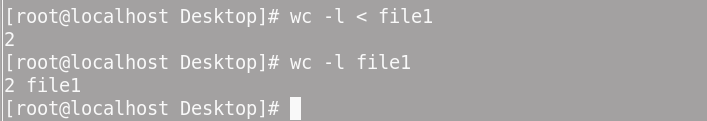 [root@localhost Desktop]# wc -l < file1
2
[root@localhost Desktop]# wc -l file1
2 file1
[root@localhost Desktop]#